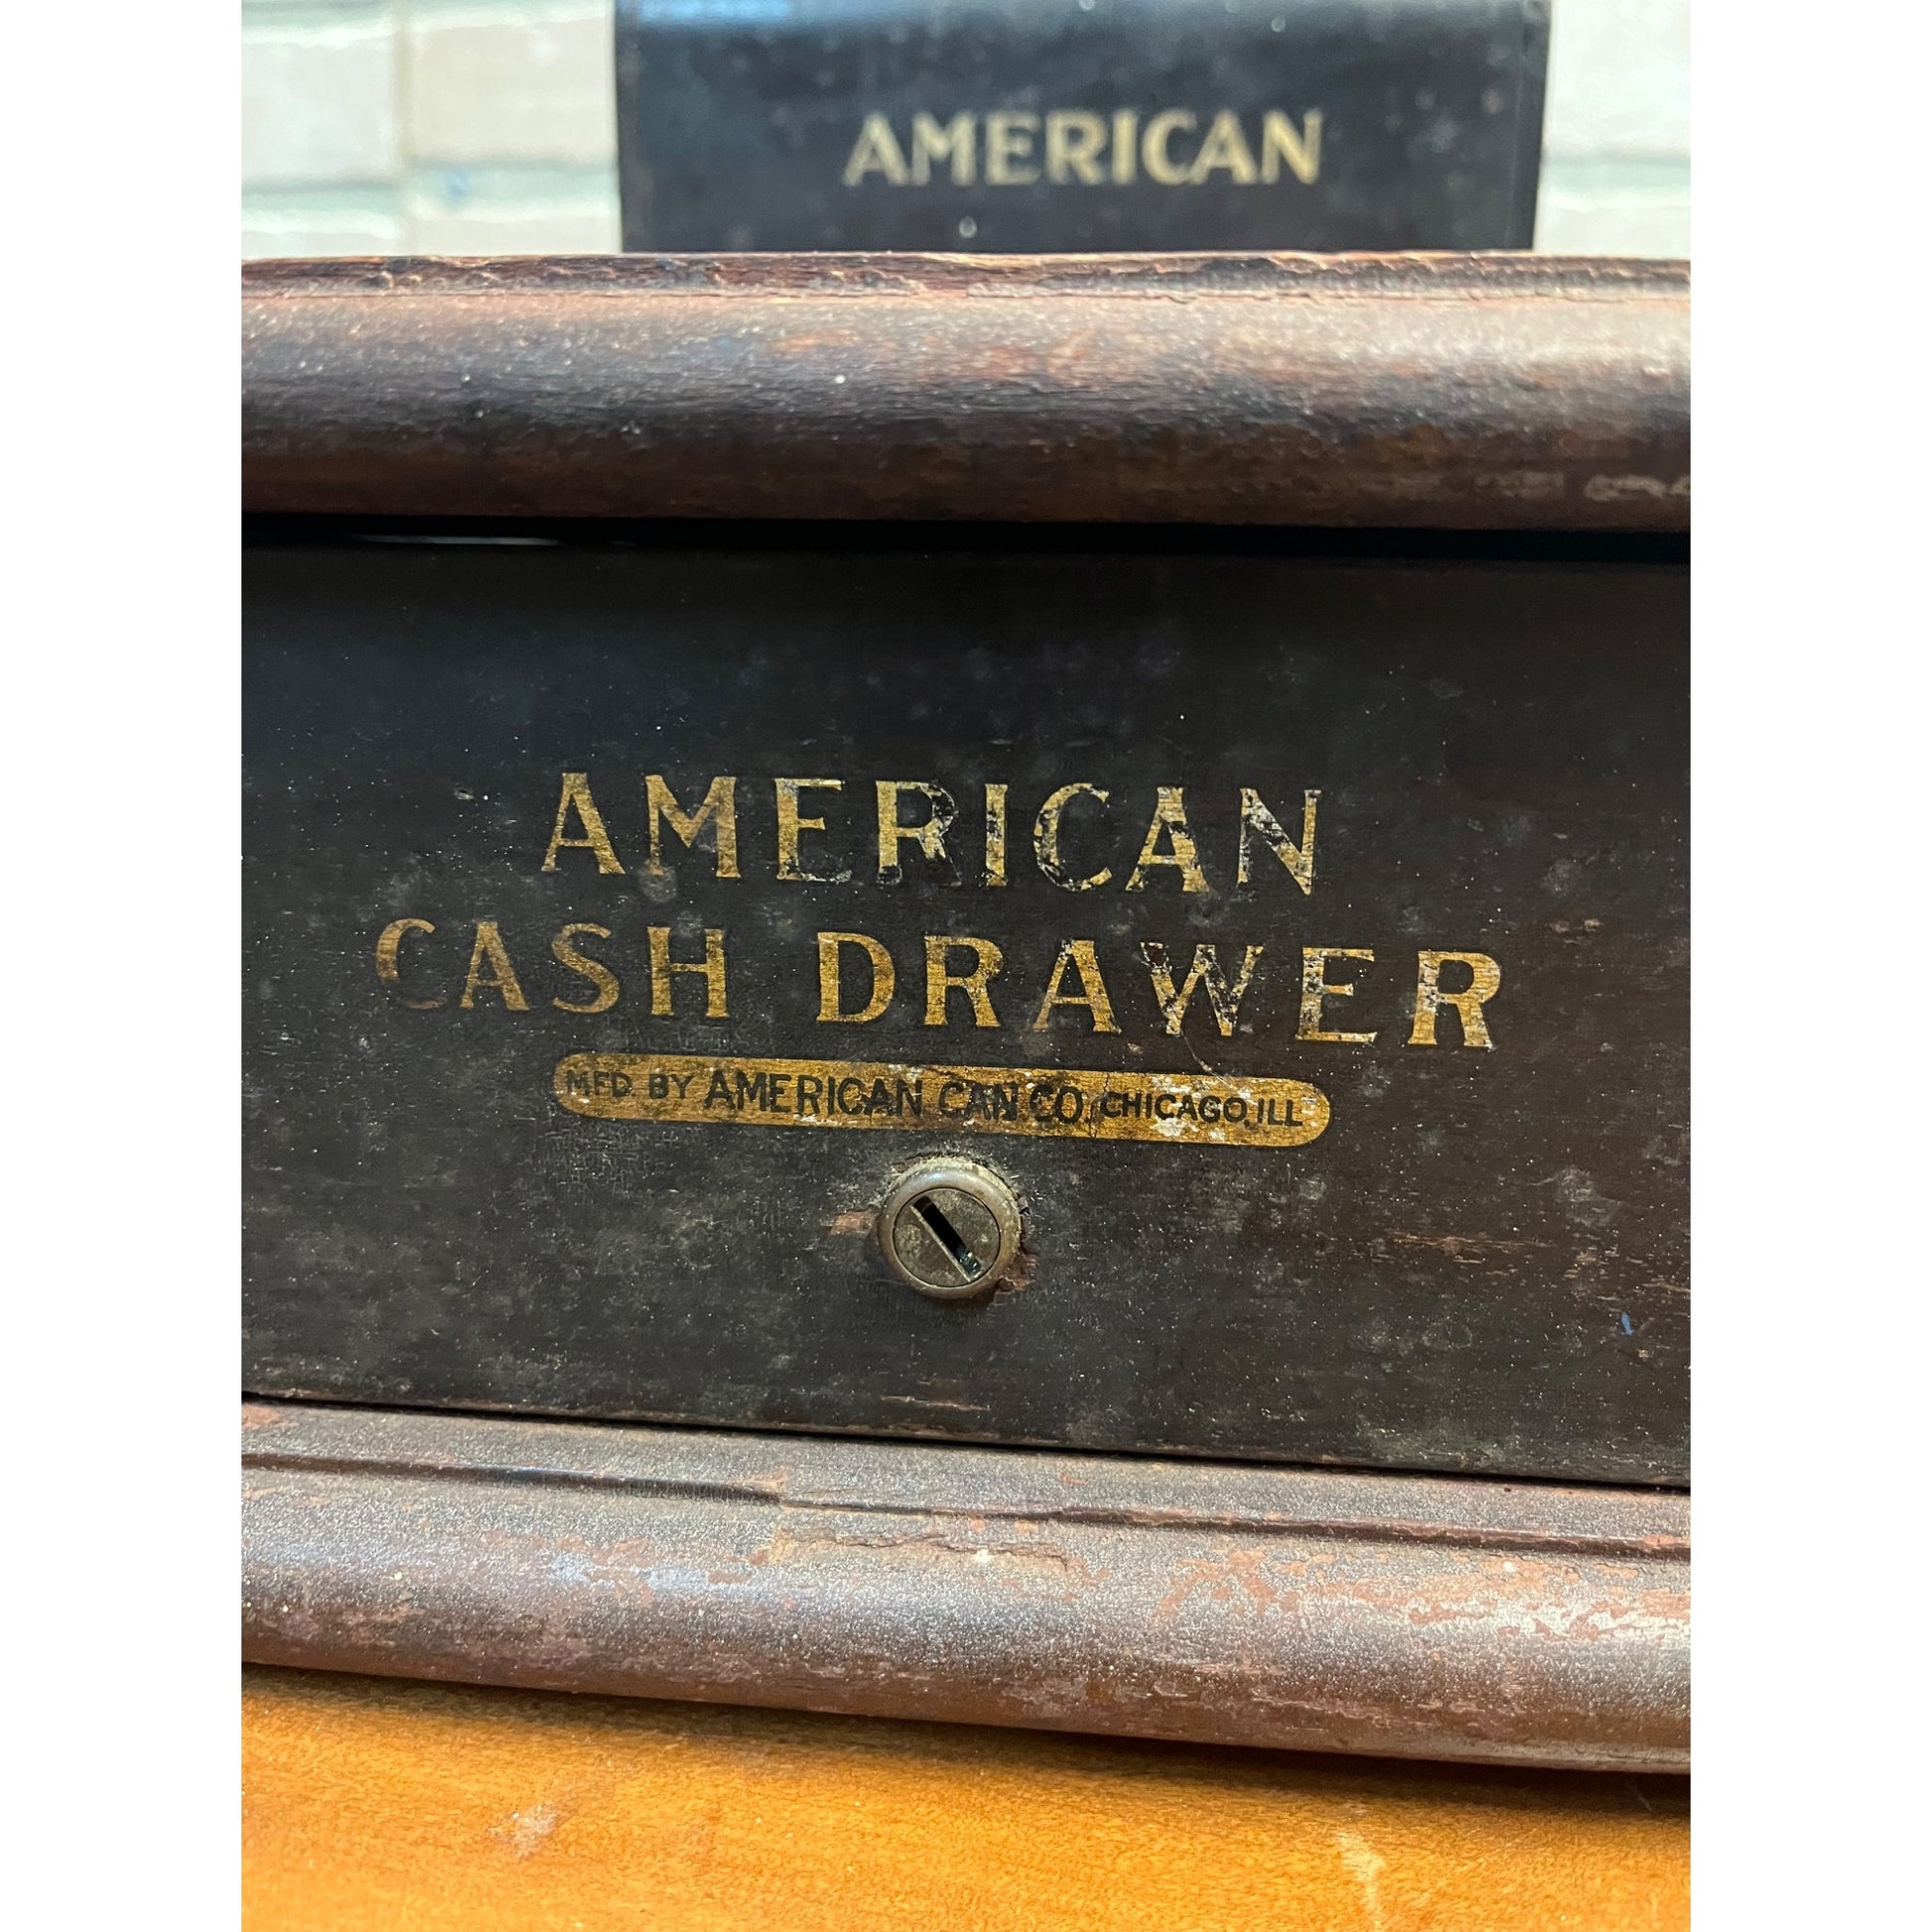 AMERICAN
AMERICAN
CASH DRAWER
MFD. BY AMERICAN CAN CO. CHICAGO, ILL